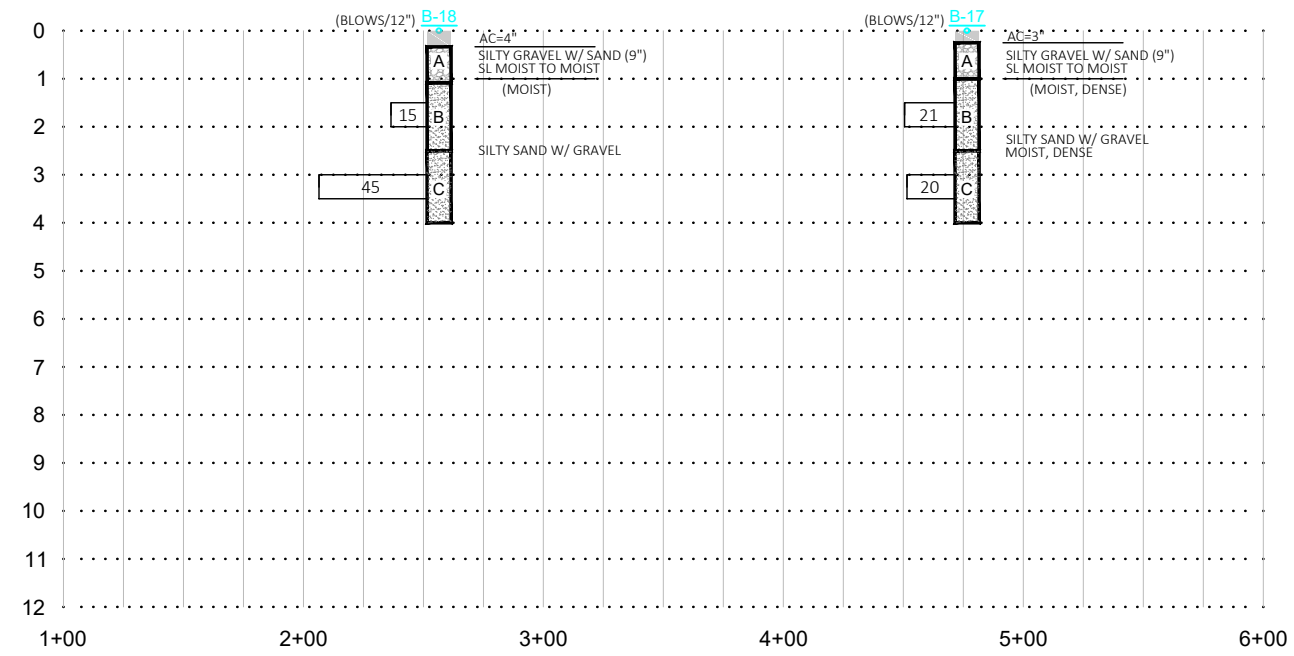 (BLOWS/12") B-18
(BLOWS/12") B-17
0
AC=4"
AC=3"
SILTY GRAVEL W/ SAND (9")
SL MOIST TO MOIST
SILTY GRAVEL W/ SAND (9")
SL MOIST TO MOIST
A
A
1
(MOIST)
(MOIST, DENSE)
15
B
21
B
2
SILTY SAND W/ GRAVEL
SILTY SAND W/ GRAVEL
MOIST, DENSE
3
45
C
20
C
4
5
6
7
8
9
10
11
12
1+00 2+00 3+00 4+00 5+00 6+00